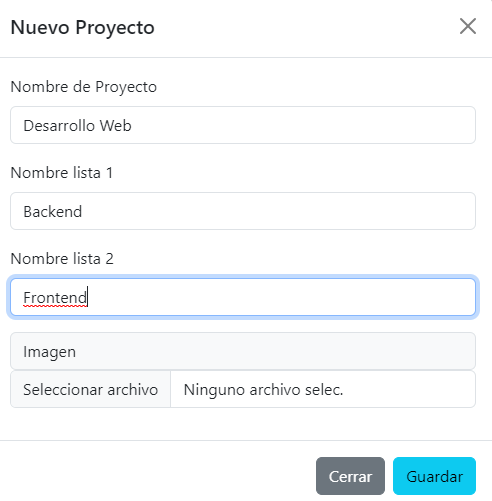 Nuevo Proyecto
Nombre de Proyecto
Desarrollo Web
Nombre lista 1
Backend
Nombre lista 2
Frontend
Imagen
Seleccionar archivo Ninguno archivo selec.
Cerrar Guardar